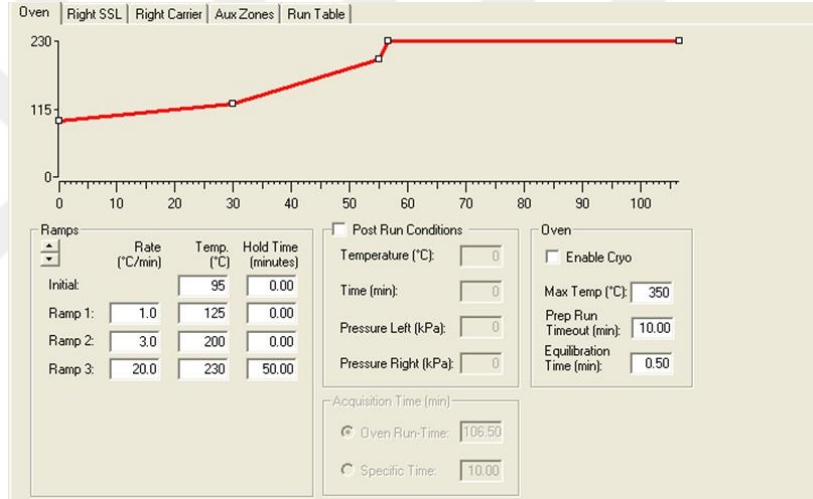 Oven Right SSL Right Carrier Aux Zones Run Table
230
115
0
0 10 20 30 40 50 60 70 80 90 100
Ramps
Rate Temp. Hold Time
(°C/min) (°C) (minutes)
Initial: 95 0.00
Ramp 1: 1.0 125 0.00
Ramp 2: 3.0 200 0.00
Ramp 3: 20.0 230 50.00
Post Run Conditions
Temperature (°C): 0
Time (min): 0
Pressure Left (kPa): 0
Pressure Right (kPa): 0
Acquisition Time (min)
Oven Run-Time: 106.50
Specific Time: 10.00
Oven
Enable Cryo
Max Temp (°C): 350
Prep Run
Timeout (min): 10.00
Equilibration
Time (min): 0.50